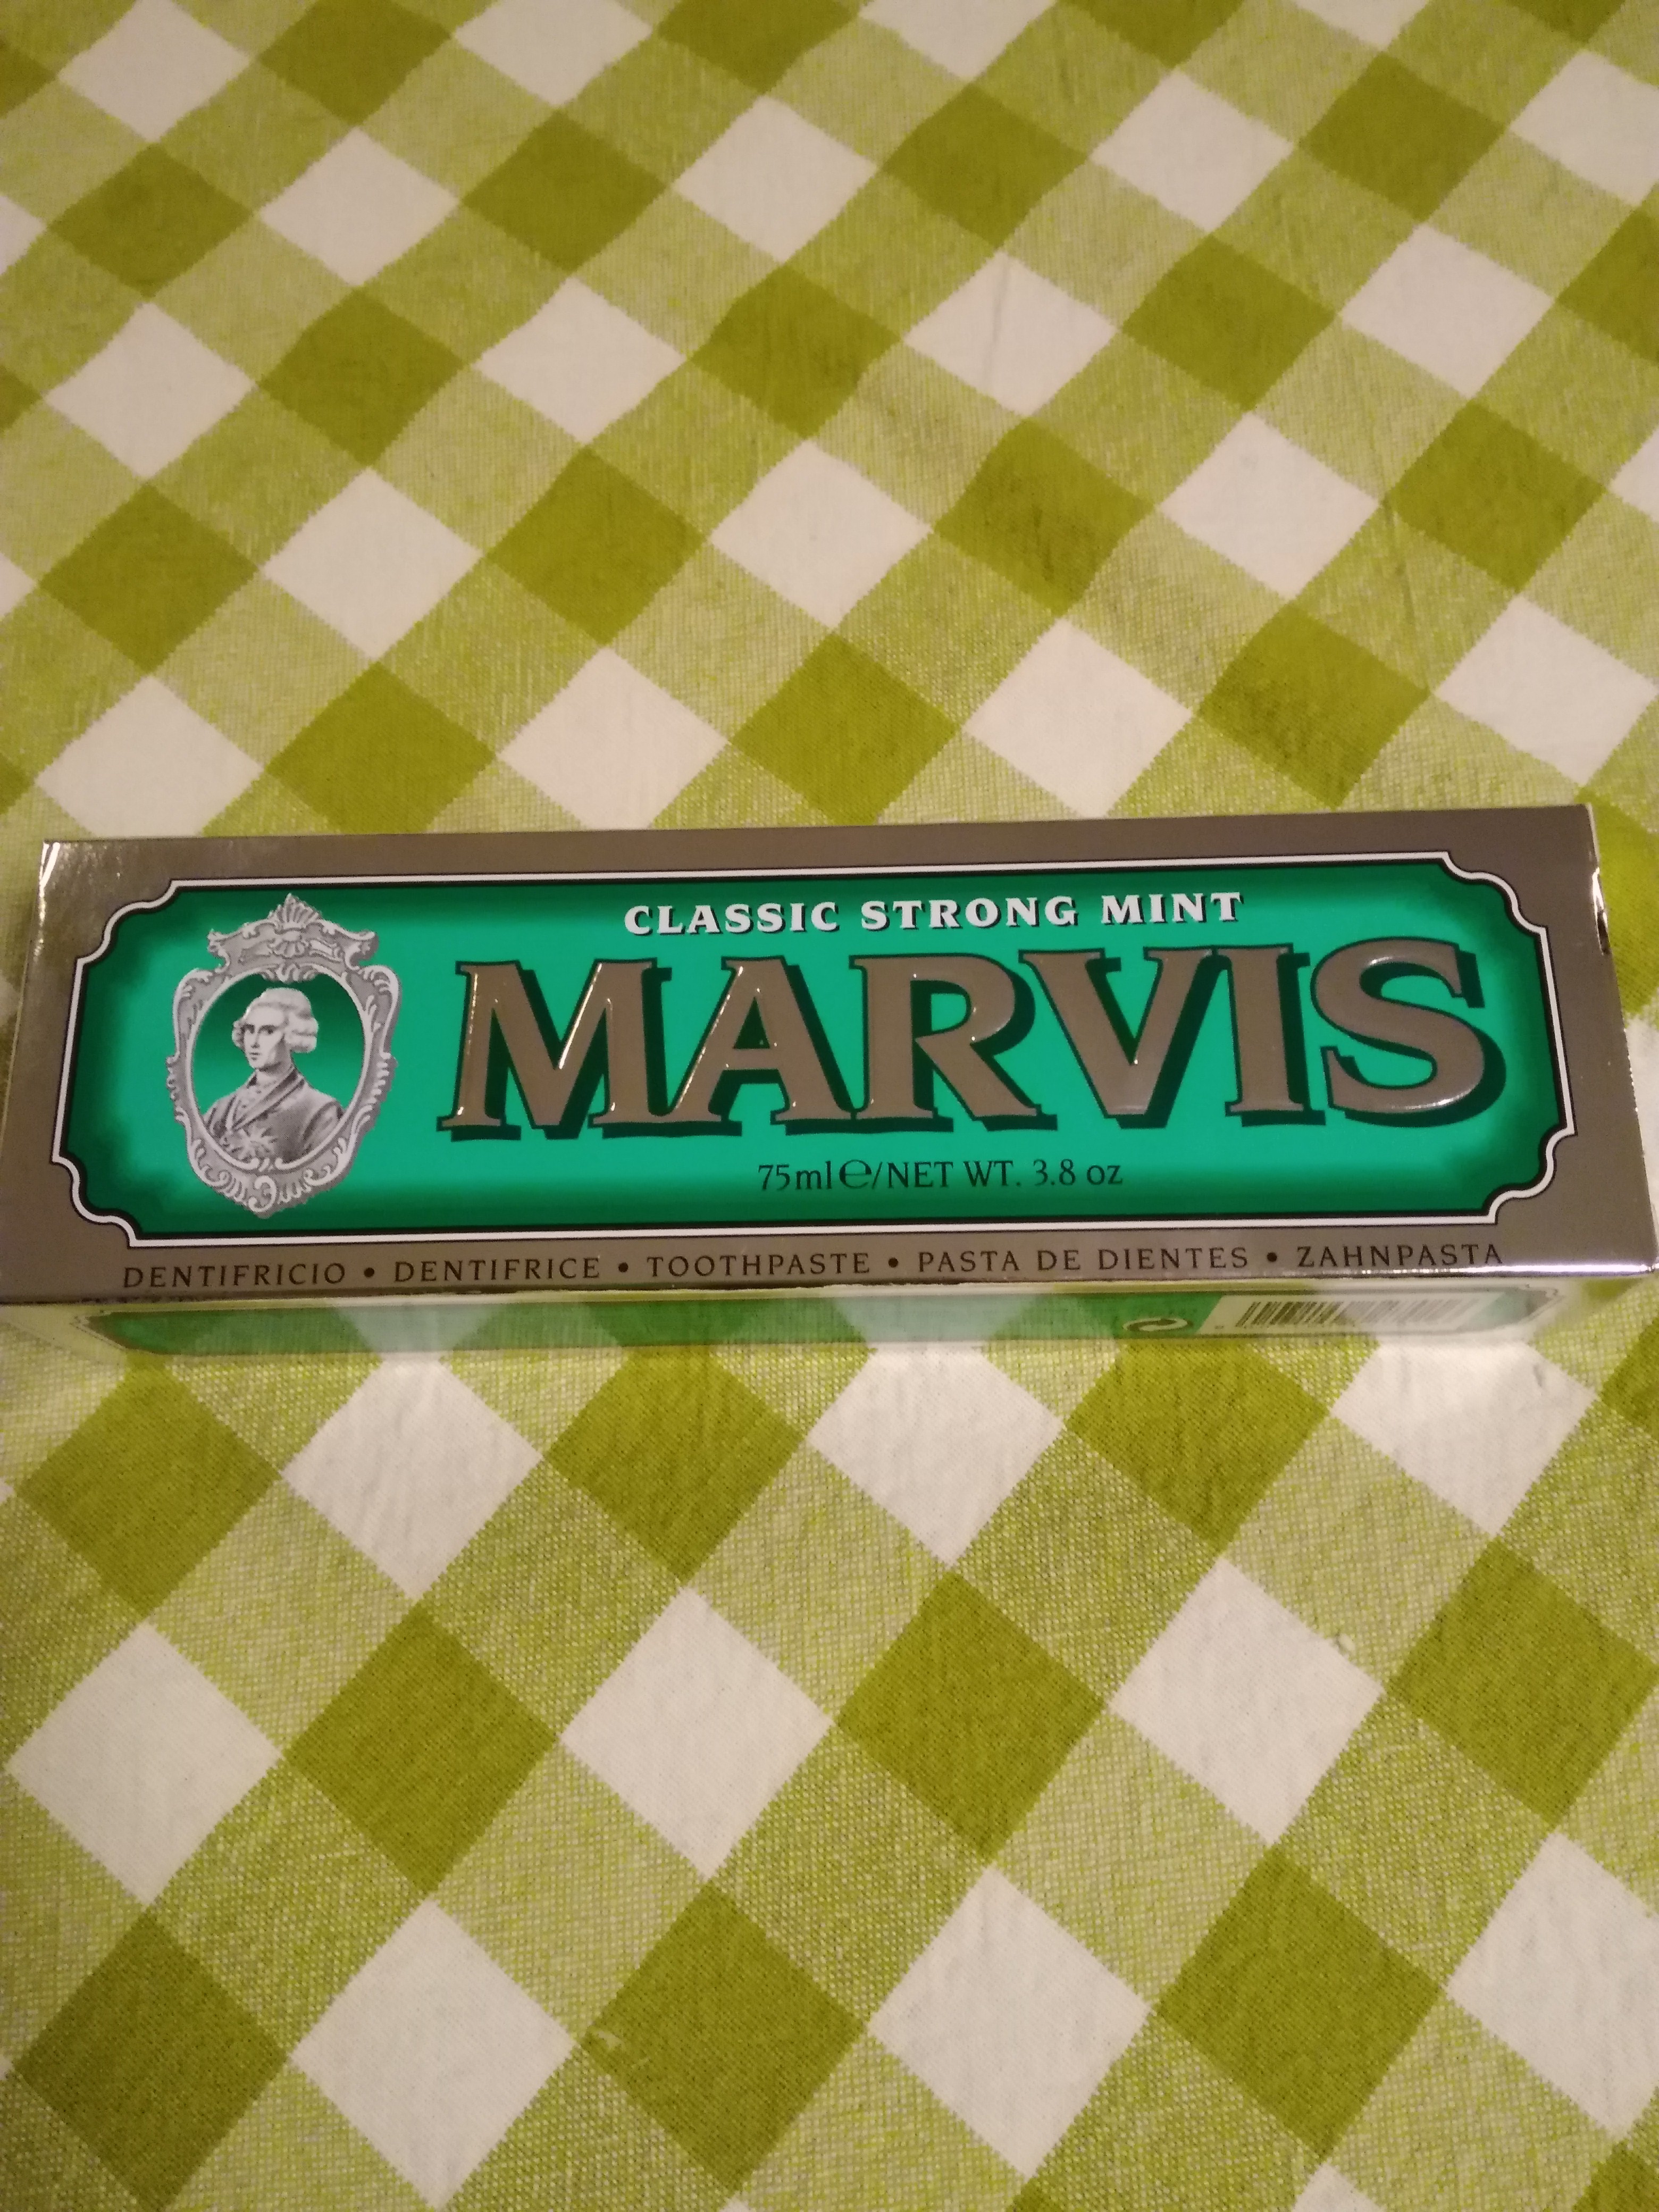 CLASSIC STRONG MINT
MARVIS
75ml℮/NET WT. 3.8 oz
DENTIFRICIO • DENTIFRICE • TOOTHPASTE • PASTA DE DIENTES • ZAHNPASTA